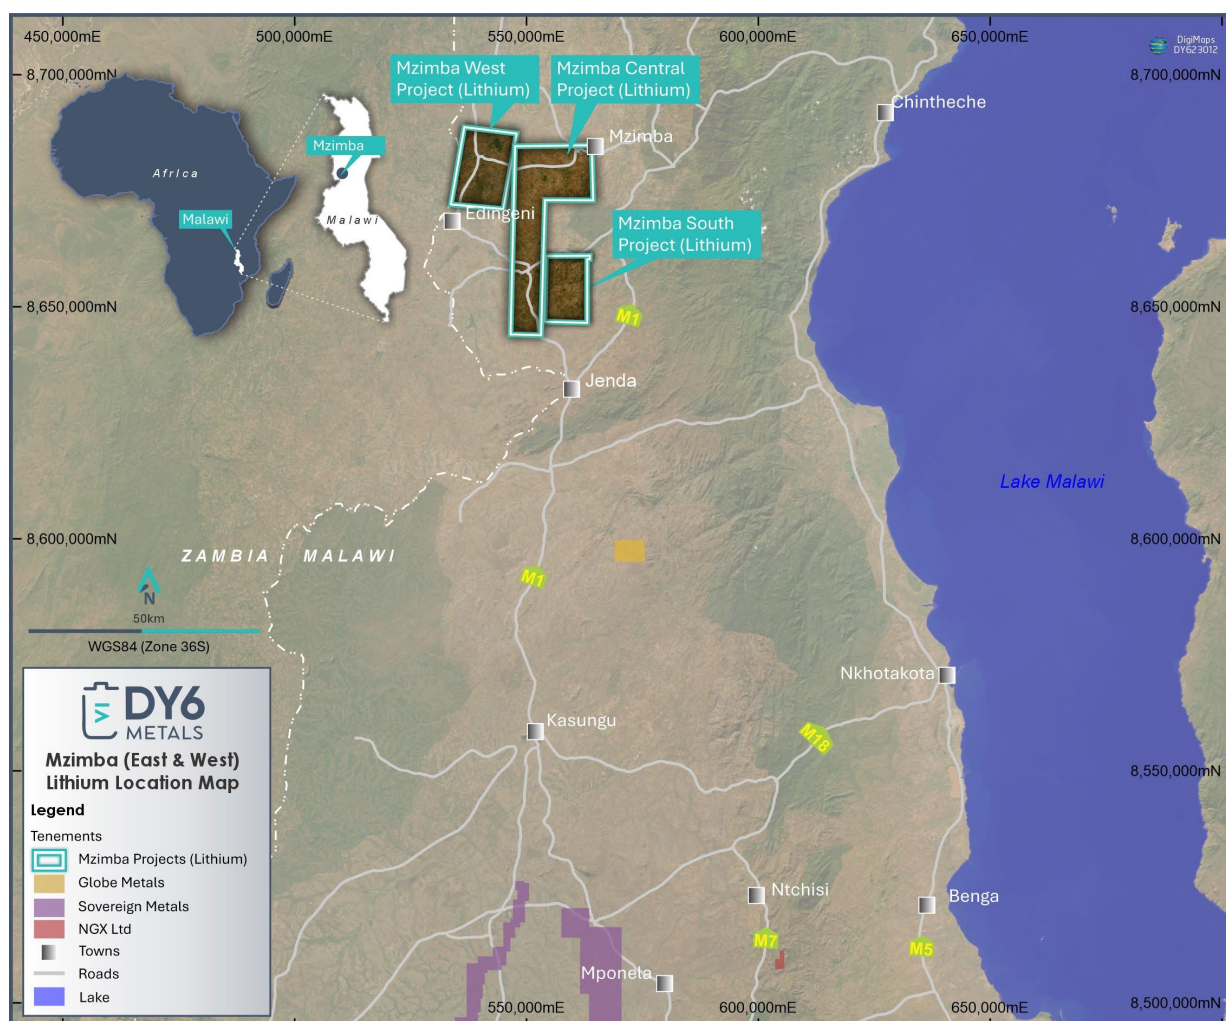 450,000mE
500,000mE
550,000mE
600,000mE
650,000mE
DigiMaps
DY623012
8,700,000mN
8,700,000mN
Mzimba West
Project (Lithium)
Mzimba Central
Project (Lithium)
Chintheche
Mzimba
Mzimba
Africa
Malawi
Malawi
Edingeni
Mzimba South
Project (Lithium)
8,650,000mN
8,650,000mN
M1
Jenda
Lake Malawi
8,600,000mN
8,600,000mN
ZAMBIA
MALAWI
M1
N
50km
WGS84 (Zone 36S)
Nkhotakota
DY6
METALS
Mzimba (East & West)
Lithium Location Map
Legend
Tenements
Mzimba Projects (Lithium)
Globe Metals
Sovereign Metals
NGX Ltd
Towns
Roads
Lake
Kasungu
M18
8,550,000mN
Ntchisi
Benga
M7
M5
Mponela
550,000mE
600,000mE
650,000mE
8,500,000mN